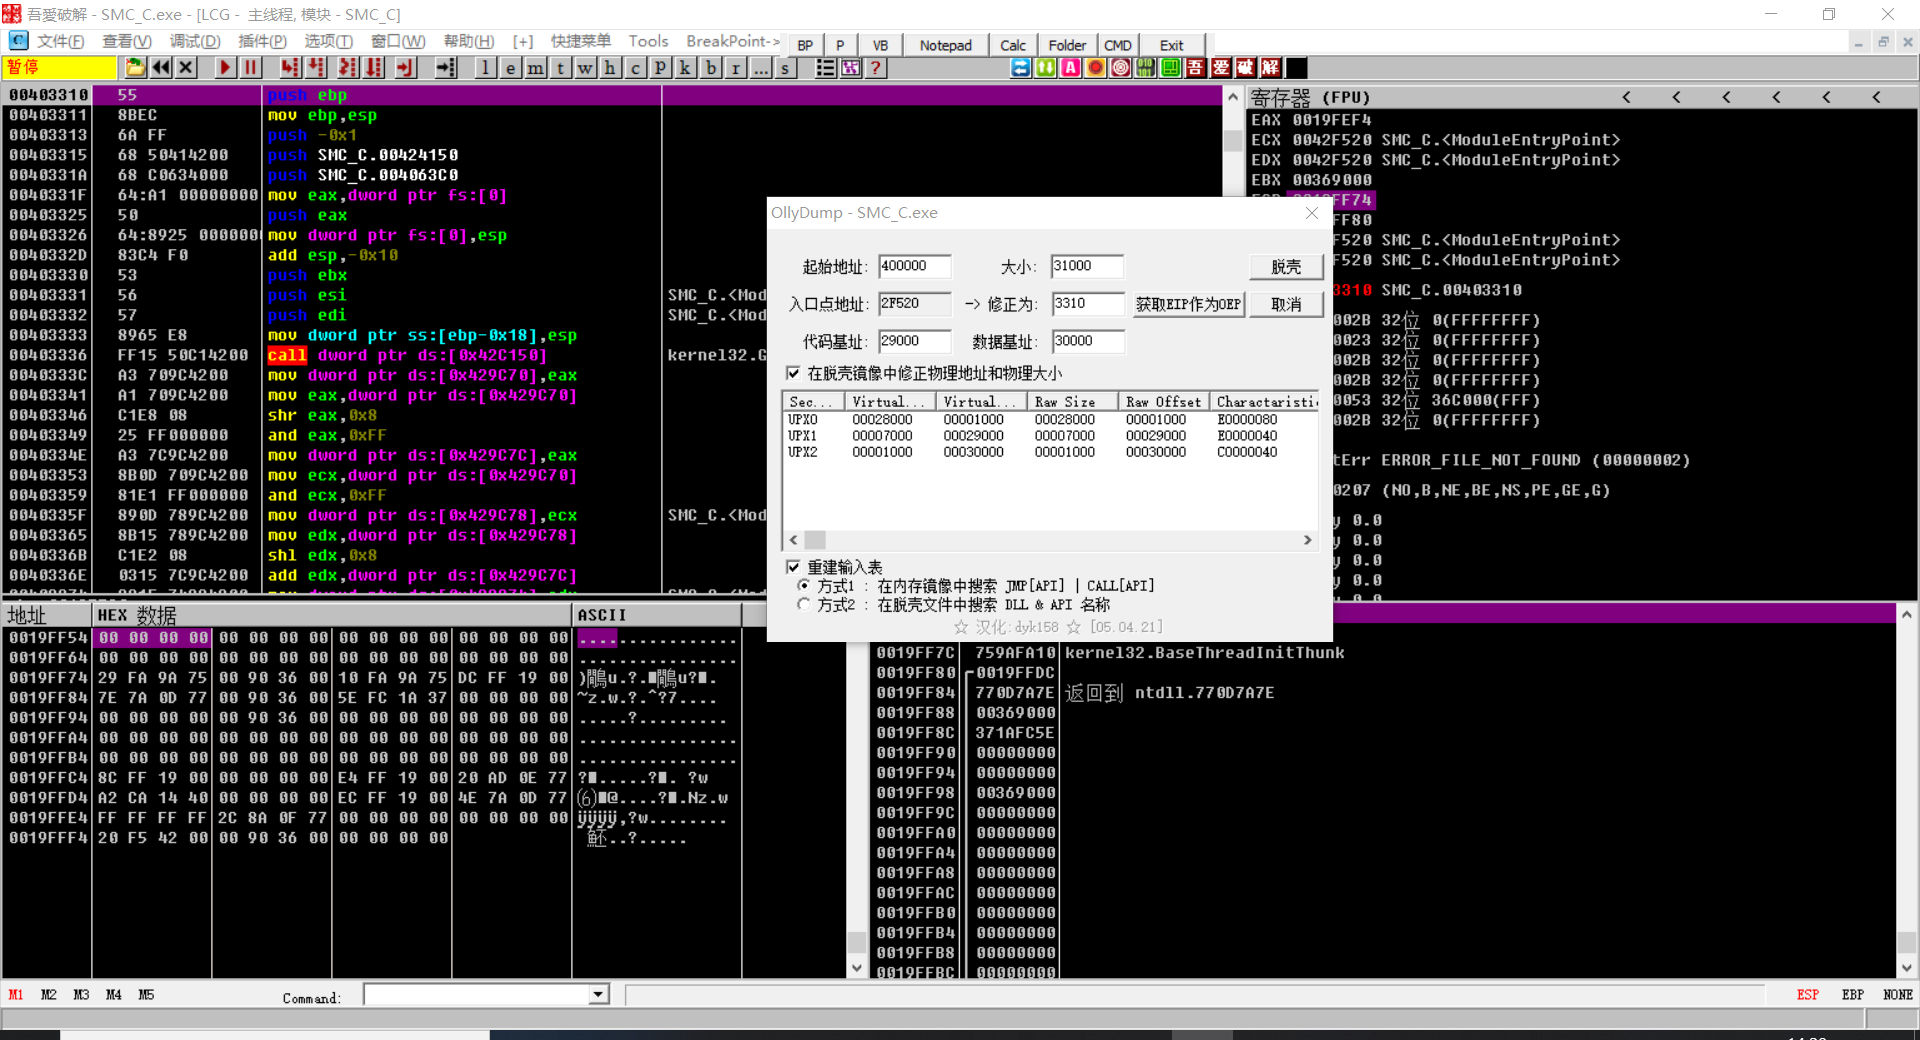 吾愛破解 - SMC_C.exe - [LCG - 主线程, 模块 - SMC_C]
文件(F) 查看(V) 调试(D) 插件(P) 选项(T) 窗口(W) 帮助(H) [+] 快捷菜单 Tools BreakPoint-> BP P VB Notepad Calc Folder CMD Exit
暂停 l e m t w h c p k b r ... s ? 吾 爱 破 解
00403310 55 push ebp
00403311 8BEC mov ebp,esp
00403313 6A FF push -0x1
00403315 68 50414200 push SMC_C.00424150
0040331A 68 C0634000 push SMC_C.004063C0
0040331F 64:A1 00000000 mov eax,dword ptr fs:[0]
00403325 50 push eax
00403326 64:8925 0000000 mov dword ptr fs:[0],esp
0040332D 83C4 F0 add esp,-0x10
00403330 53 push ebx
00403331 56 push esi SMC_C.<Mod
00403332 57 push edi SMC_C.<Mod
00403333 8965 E8 mov dword ptr ss:[ebp-0x18],esp
00403336 FF15 50C14200 call dword ptr ds:[0x42C150] kernel32.G
0040333C A3 709C4200 mov dword ptr ds:[0x429C70],eax
00403341 A1 709C4200 mov eax,dword ptr ds:[0x429C70]
00403346 C1E8 08 shr eax,0x8
00403349 25 FF000000 and eax,0xFF
0040334E A3 7C9C4200 mov dword ptr ds:[0x429C7C],eax
00403353 8B0D 709C4200 mov ecx,dword ptr ds:[0x429C70]
00403359 81E1 FF000000 and ecx,0xFF
0040335F 890D 789C4200 mov dword ptr ds:[0x429C78],ecx SMC_C.<Mod
00403365 8B15 789C4200 mov edx,dword ptr ds:[0x429C78]
0040336B C1E2 08 shl edx,0x8
0040336E 0315 7C9C4200 add edx,dword ptr ds:[0x429C7C]
寄存器 (FPU) < < < < < <
EAX 0019FEF4
ECX 0042F520 SMC_C.<ModuleEntryPoint>
EDX 0042F520 SMC_C.<ModuleEntryPoint>
EBX 00369000
FF74
FF80
F520 SMC_C.<ModuleEntryPoint>
F520 SMC_C.<ModuleEntryPoint>
3310 SMC_C.00403310
002B 32位 0(FFFFFFFF)
0023 32位 0(FFFFFFFF)
002B 32位 0(FFFFFFFF)
002B 32位 0(FFFFFFFF)
0053 32位 36C000(FFF)
002B 32位 0(FFFFFFFF)
tErr ERROR_FILE_NOT_FOUND (00000002)
0207 (NO,B,NE,BE,NS,PE,GE,G)
y 0.0
y 0.0
y 0.0
y 0.0
OllyDump - SMC_C.exe
起始地址: 400000 大小: 31000 脱壳
入口点地址: 2F520 -> 修正为: 3310 获取EIP作为OEP 取消
代码基址: 29000 数据基址: 30000
在脱壳镜像中修正物理地址和物理大小
Sec... Virtual... Virtual... Raw Size Raw Offset Charactaristi
UPX0 00028000 00001000 00028000 00001000 E0000080
UPX1 00007000 00029000 00007000 00029000 E0000040
UPX2 00001000 00030000 00001000 00030000 C0000040
重建输入表
方式1 : 在内存镜像中搜索 JMP[API] | CALL[API]
方式2 : 在脱壳文件中搜索 DLL & API 名称
☆ 汉化:dyk158 ☆ [05.04.21]
地址 HEX 数据 ASCII
0019FF54 00 00 00 00 00 00 00 00 00 00 00 00 00 00 00 00 ................
0019FF64 00 00 00 00 00 00 00 00 00 00 00 00 00 00 00 00 ................
0019FF74 29 FA 9A 75 00 90 36 00 10 FA 9A 75 DC FF 19 00
0019FF84 7E 7A 0D 77 00 90 36 00 5E FC 1A 37 00 00 00 00 ~z.w.?.^?7....
0019FF94 00 00 00 00 00 90 36 00 00 00 00 00 00 00 00 00 .....?.........
0019FFA4 00 00 00 00 00 00 00 00 00 00 00 00 00 00 00 00 ................
0019FFB4 00 00 00 00 00 00 00 00 00 00 00 00 00 00 00 00 ................
0019FFC4 8C FF 19 00 00 00 00 00 E4 FF 19 00 20 AD 0E 77 ?■.....?■. ?w
0019FFD4 A2 CA 14 40 00 00 00 00 EC FF 19 00 4E 7A 0D 77 ⑹■@....?■.Nz.w
0019FFE4 FF FF FF FF 2C 8A 0F 77 00 00 00 00 00 00 00 00 ÿÿÿÿ,?w........
0019FFF4 20 F5 42 00 00 90 36 00 00 00 00 00
0019FF7C 759AFA10 kernel32.BaseThreadInitThunk
0019FF80 0019FFDC
0019FF84 770D7A7E 返回到 ntdll.770D7A7E
0019FF88 00369000
0019FF8C 371AFC5E
0019FF90 00000000
0019FF94 00000000
0019FF98 00369000
0019FF9C 00000000
0019FFA0 00000000
0019FFA4 00000000
0019FFA8 00000000
0019FFAC 00000000
0019FFB0 00000000
0019FFB4 00000000
0019FFB8 00000000
0019FFBC 00000000
M1 M2 M3 M4 M5 Command: ESP EBP NONE